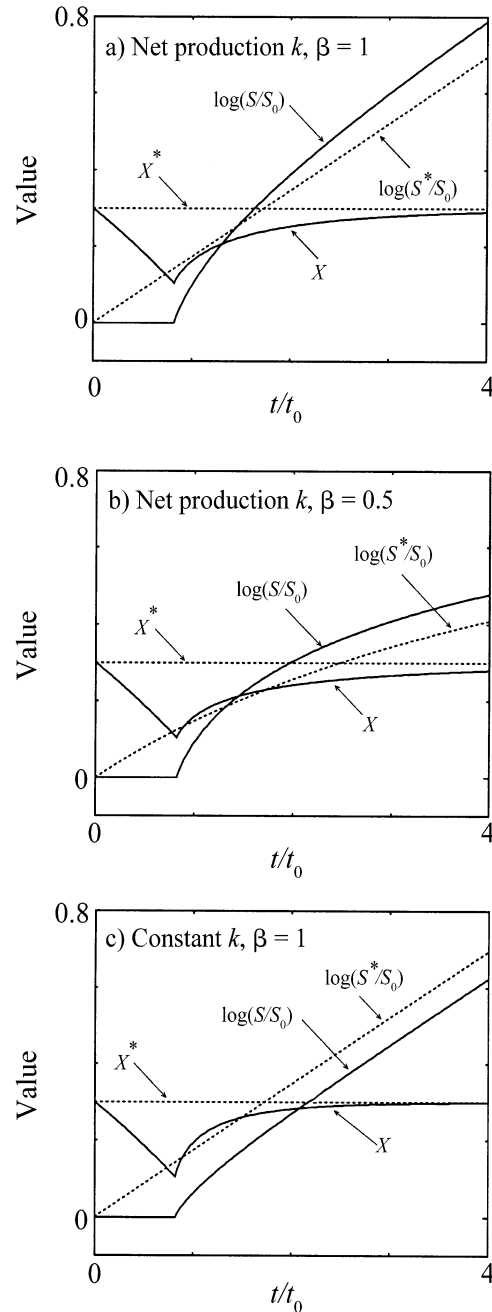 0.8
a) Net production k, β = 1
log(S/S₀)
X*
log(S*/S₀)
Value
X
0
0
4
t/t₀
0.8
b) Net production k, β = 0.5
log(S*/S₀)
log(S/S₀)
X*
Value
X
0
0
4
t/t₀
0.8
c) Constant k, β = 1
log(S*/S₀)
log(S/S₀)
X*
Value
X
0
0
4
t/t₀